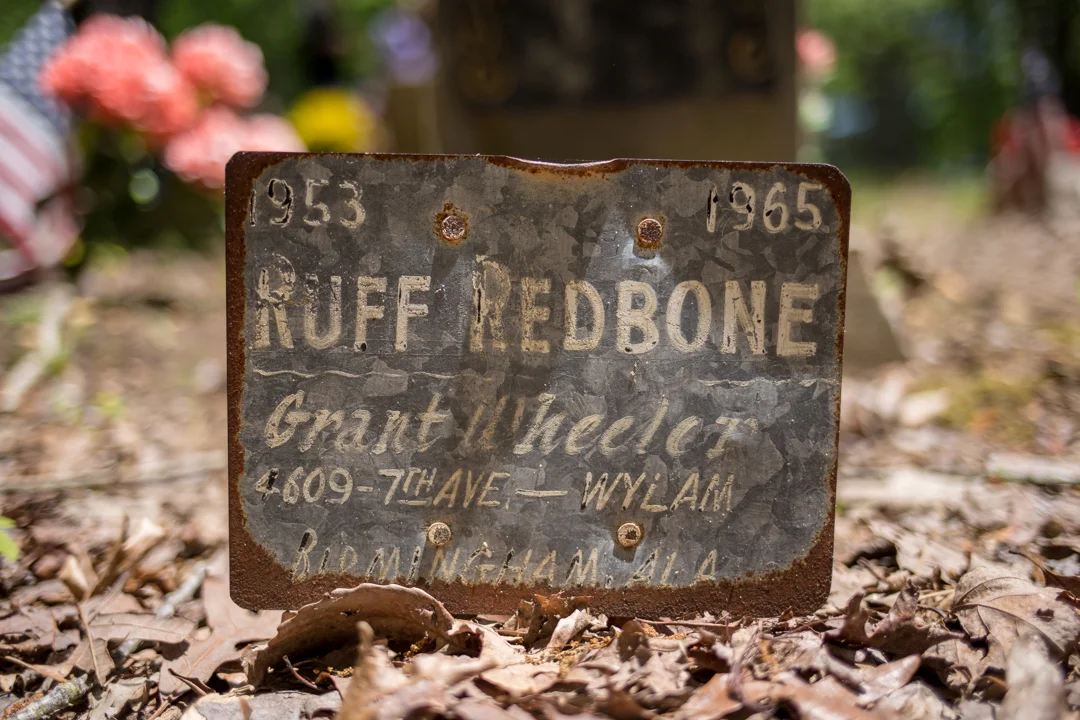 1953 1965
RUFF REDBONE
Grant Wheeler
4609-7TH AVE. — WYLAM
BIRMINGHAM, ALA